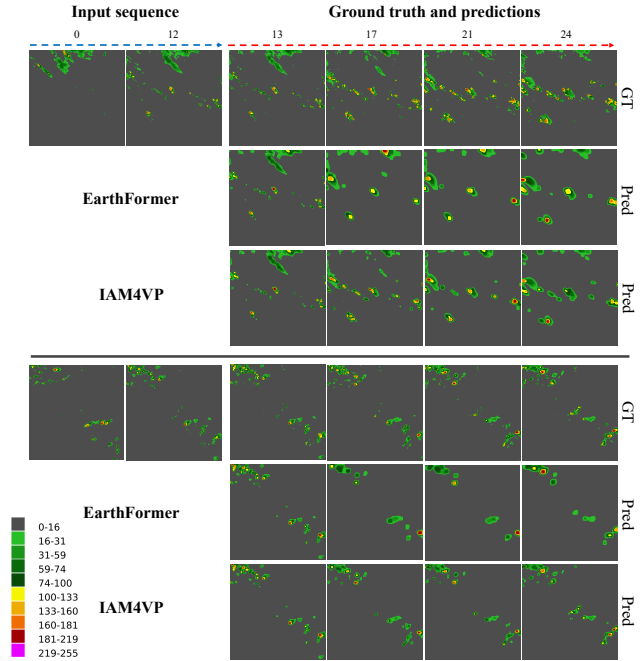 Input sequence
Ground truth and predictions
0
12
13
17
21
24
GT
EarthFormer
Pred
IAM4VP
Pred
GT
EarthFormer
Pred
IAM4VP
Pred
0-16
16-31
31-59
59-74
74-100
100-133
133-160
160-181
181-219
219-255